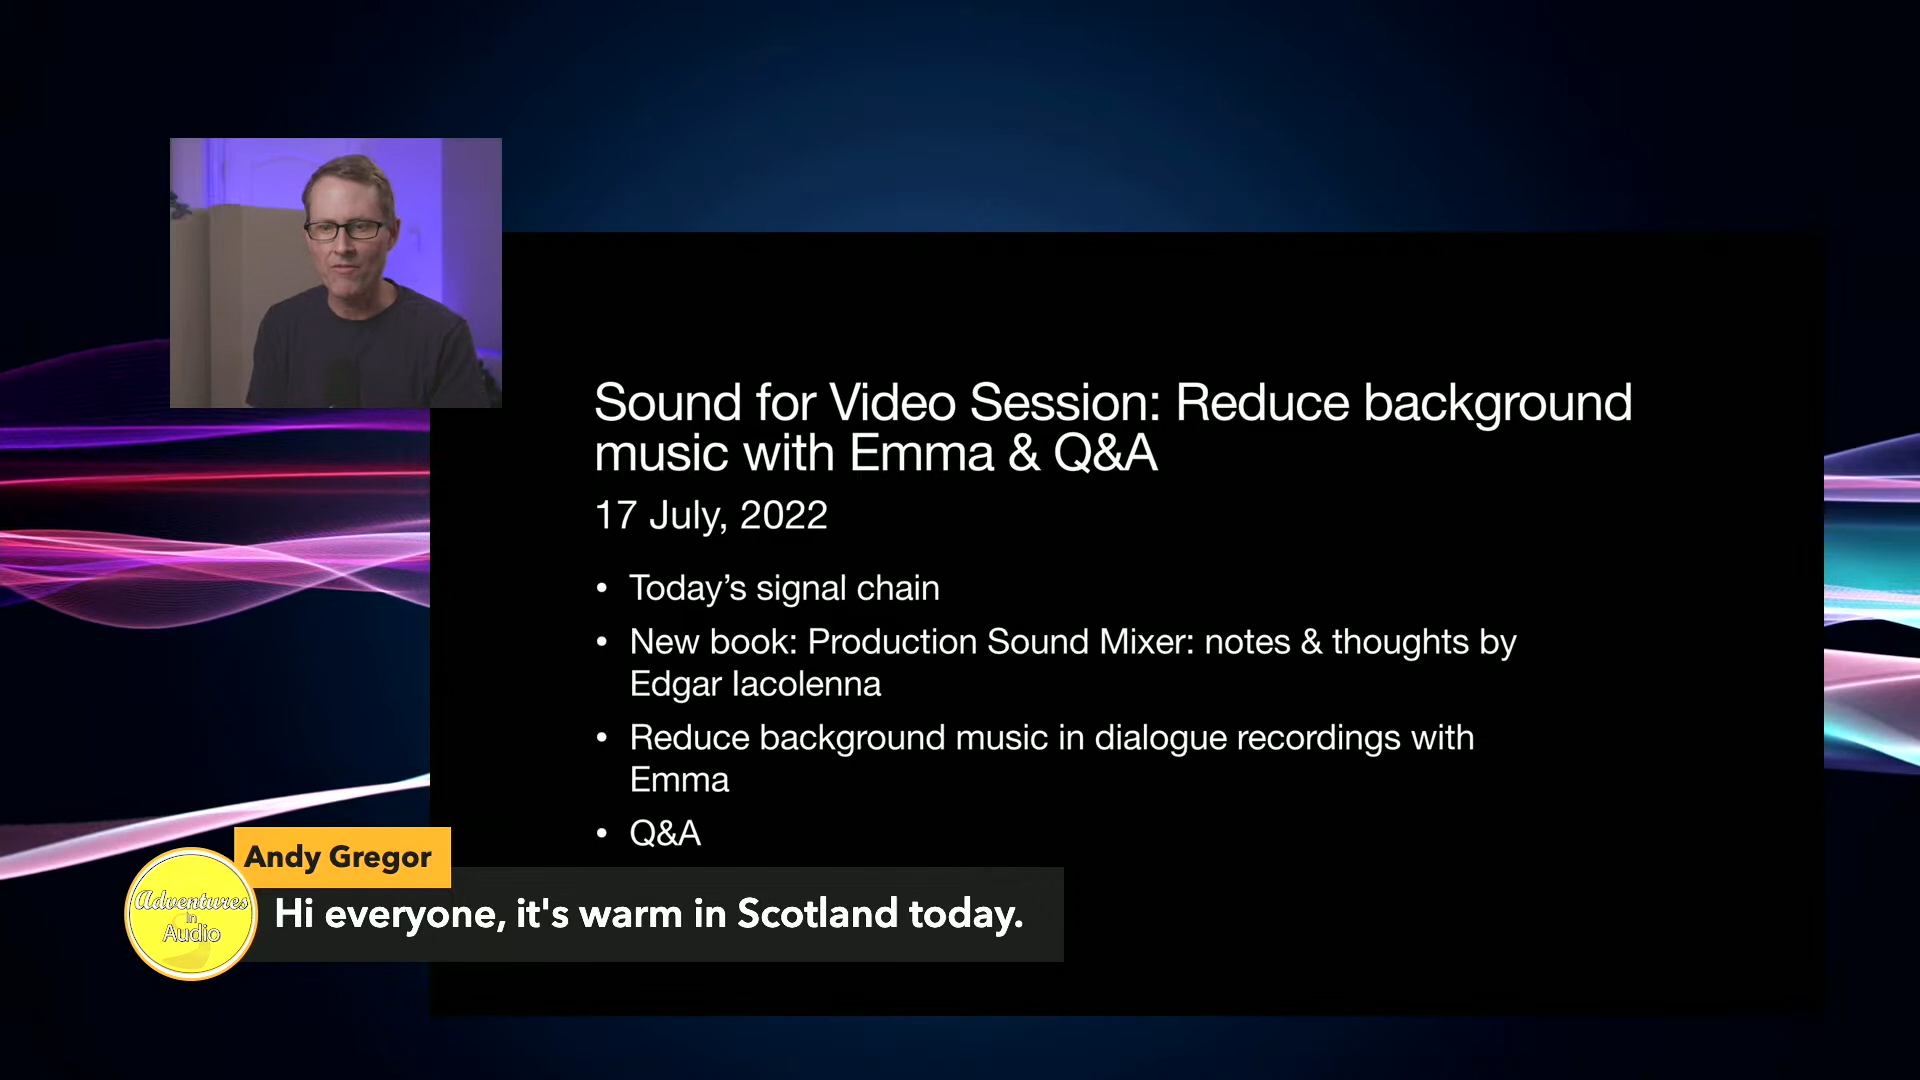 Sound for Video Session: Reduce background
music with Emma & Q&A
17 July, 2022
• Today’s signal chain
• New book: Production Sound Mixer: notes & thoughts by
Edgar Iacolenna
• Reduce background music in dialogue recordings with
Emma
• Q&A
Andy Gregor
Adventures
in
Audio
Hi everyone, it's warm in Scotland today.